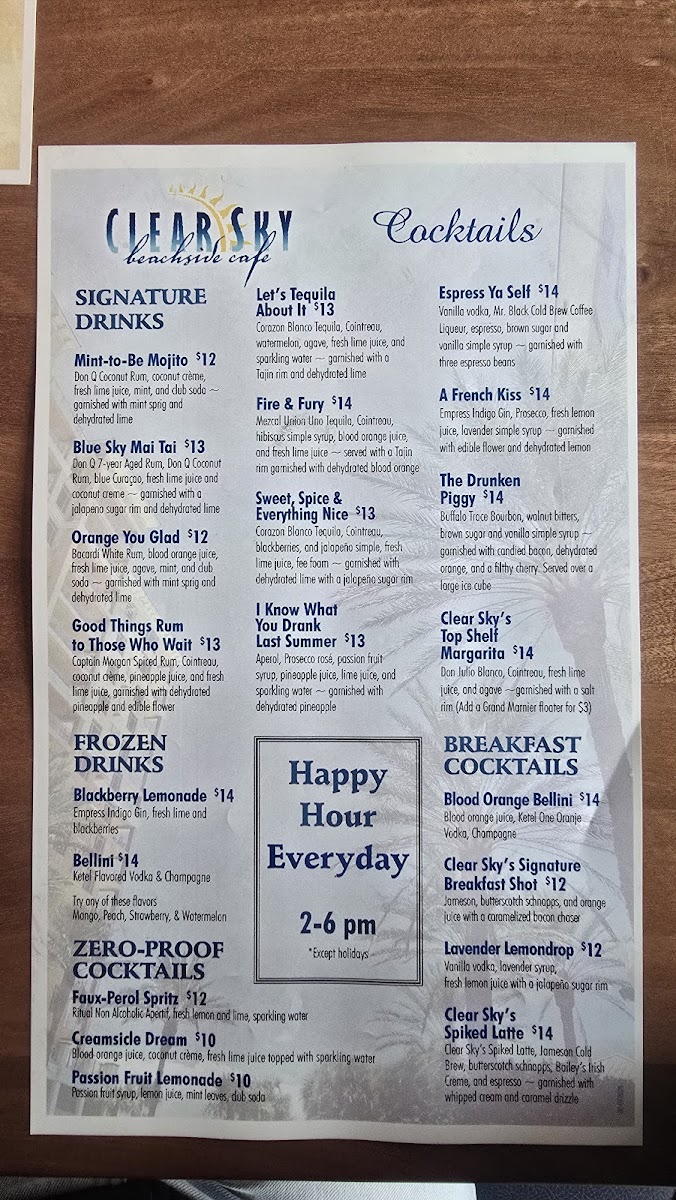 CLEAR SKY
beachside cafe
Cocktails
SIGNATURE
DRINKS
Mint-to-Be Mojito $12
Don Q Coconut Rum, coconut crème,
fresh lime juice, mint, and club soda ~
garnished with mint sprig and
dehydrated lime
Blue Sky Mai Tai $13
Don Q 7-year Aged Rum, Don Q Coconut
Rum, blue Curaçao, fresh lime juice and
coconut creme ~ garnished with a
jalapeno sugar rim and dehydrated lime
Orange You Glad $12
Bacardi White Rum, blood orange juice,
fresh lime juice, agave, mint, and club
soda ~ garnished with mint sprig and
dehydrated lime
Good Things Rum
to Those Who Wait $13
Captain Morgan Spiced Rum, Cointreau,
coconut crème, pineapple juice, and fresh
lime juice, garnished with dehydrated
pineapple and edible flower
Let's Tequila
About It $13
Corazon Blanco Tequila, Cointreau,
watermelon, agave, fresh lime juice, and
sparkling water ~ garnished with a
Tajin rim and dehydrated lime
Fire & Fury $14
Mezcal Union Uno Tequila, Cointreau,
hibiscus simple syrup, blood orange juice,
and fresh lime juice ~ served with a Tajin
rim garnished with dehydrated blood orange
Sweet, Spice &
Everything Nice $13
Corazon Blanco Tequila, Cointreau,
blackberries, and jalapeño simple, fresh
lime juice, fee foam ~ garnished with
dehydrated lime with a jalapeño sugar rim
I Know What
You Drank
Last Summer $13
Aperol, Prosecco rosé, passion fruit
syrup, pineapple juice, lime juice, and
sparkling water ~ garnished with
dehydrated pineapple
Espress Ya Self $14
Vanilla vodka, Mr. Black Cold Brew Coffee
Liqueur, espresso, brown sugar and
vanilla simple syrup ~ garnished with
three espresso beans
A French Kiss $14
Empress Indigo Gin, Prosecco, fresh lemon
juice, lavender simple syrup ~ garnished
with edible flower and dehydrated lemon
The Drunken
Piggy $14
Buffalo Trace Bourbon, walnut bitters,
brown sugar and vanilla simple syrup ~
garnished with candied bacon, dehydrated
orange, and a filthy cherry. Served over a
large ice cube
Clear Sky's
Top Shelf
Margarita $14
Don Julio Blanco, Cointreau, fresh lime
juice, and agave ~garnished with a salt
rim (Add a Grand Marnier floater for $3)
FROZEN
DRINKS
Blackberry Lemonade $14
Empress Indigo Gin, fresh lime and
blackberries
Bellini $14
Ketel Flavored Vodka & Champagne
Try any of these flavors
Mango, Peach, Strawberry, & Watermelon
ZERO-PROOF
COCKTAILS
Faux-Perol Spritz $12
Ritual Non Alcoholic Apertif, fresh lemon and lime, sparkling water
Creamsicle Dream $10
Blood orange juice, coconut crème, fresh lime juice topped with sparkling water
Passion Fruit Lemonade $10
Passion fruit syrup, lemon juice, mint leaves, club soda
Happy
Hour
Everyday
2-6 pm
*Except holidays
BREAKFAST
COCKTAILS
Blood Orange Bellini $14
Blood orange juice, Ketel One Oranje
Vodka, Champagne
Clear Sky's Signature
Breakfast Shot $12
Jameson, butterscotch schnapps, and orange
juice with a caramelized bacon chaser
Lavender Lemondrop $12
Vanilla vodka, lavender syrup,
fresh lemon juice with a jalapeño sugar rim
Clear Sky's
Spiked Latte $14
Clear Sky's Spiked Latte, Jameson Cold
Brew, butterscotch schnapps, Bailey's Irish
Creme, and espresso ~ garnished with
whipped cream and caramel drizzle